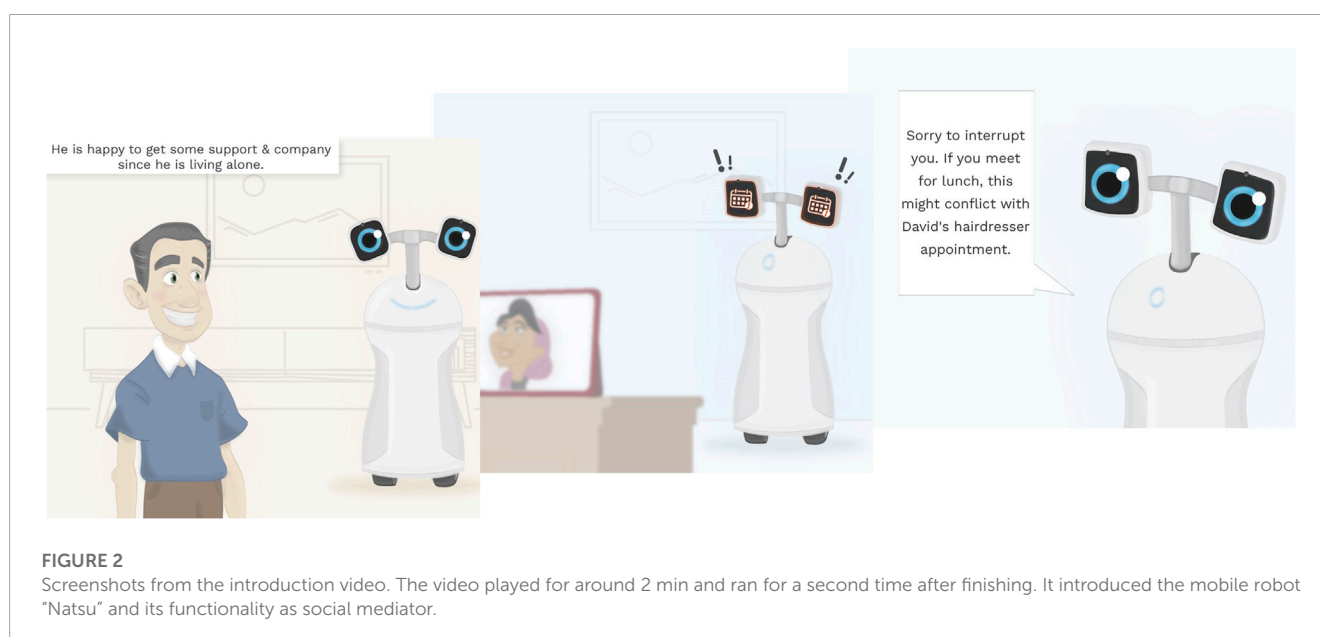 He is happy to get some support & company
since he is living alone.
Sorry to interrupt
you. If you meet
for lunch, this
might conflict with
David's hairdresser
appointment.
FIGURE 2
Screenshots from the introduction video. The video played for around 2 min and ran for a second time after finishing. It introduced the mobile robot
“Natsu” and its functionality as social mediator.